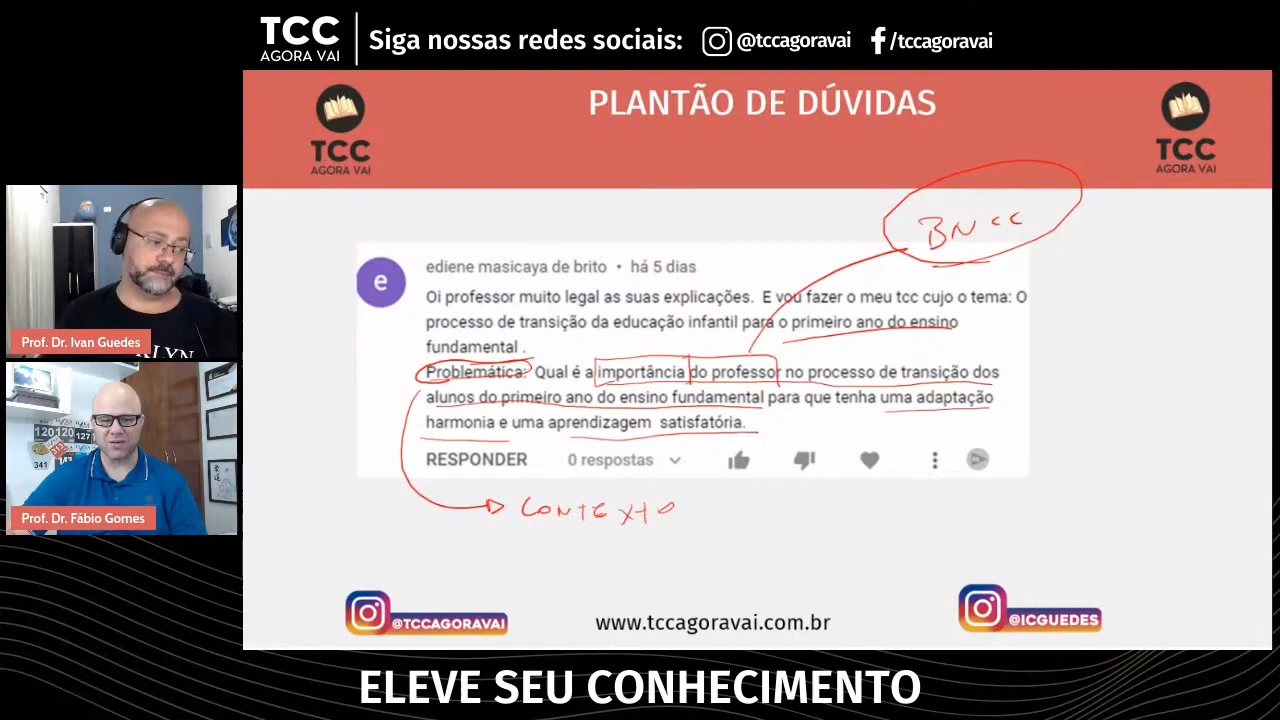 TCC
AGORA VAI
Siga nossas redes sociais: @tccagoravai /tccagoravai
TCC
AGORA VAI
PLANTÃO DE DÚVIDAS
TCC
AGORA VAI
BNCC
ediene masicaya de brito • há 5 dias
e
Oi professor muito legal as suas explicações. E vou fazer o meu tcc cujo o tema: O
processo de transição da educação infantil para o primeiro ano do ensino
fundamental .
Problemática: Qual é a importância do professor no processo de transição dos
alunos do primeiro ano do ensino fundamental para que tenha uma adaptação
harmonia e uma aprendizagem satisfatória.
RESPONDER 0 respostas
CONTEXTO
Prof. Dr. Ivan Guedes
120 120 127
341
Prof. Dr. Fábio Gomes
@TCCAGORAVAI
www.tccagoravai.com.br
@ICGUEDES
ELEVE SEU CONHECIMENTO